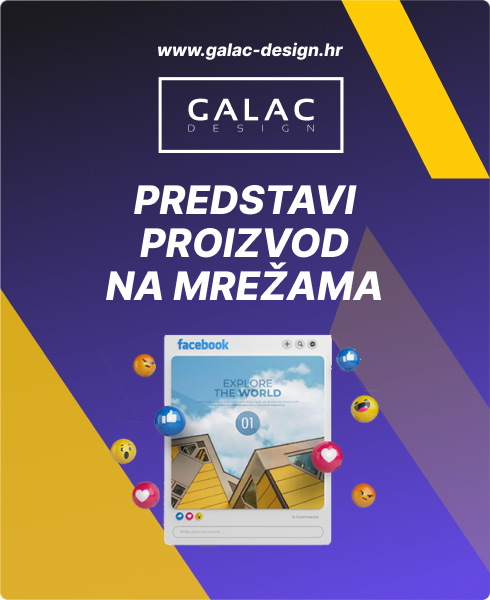 www.galac-design.hr
GALAC
DESIGN
PREDSTAVI
PROIZVOD
NA MREŽAMA
facebook
EXPLORE
THE WORLD
01